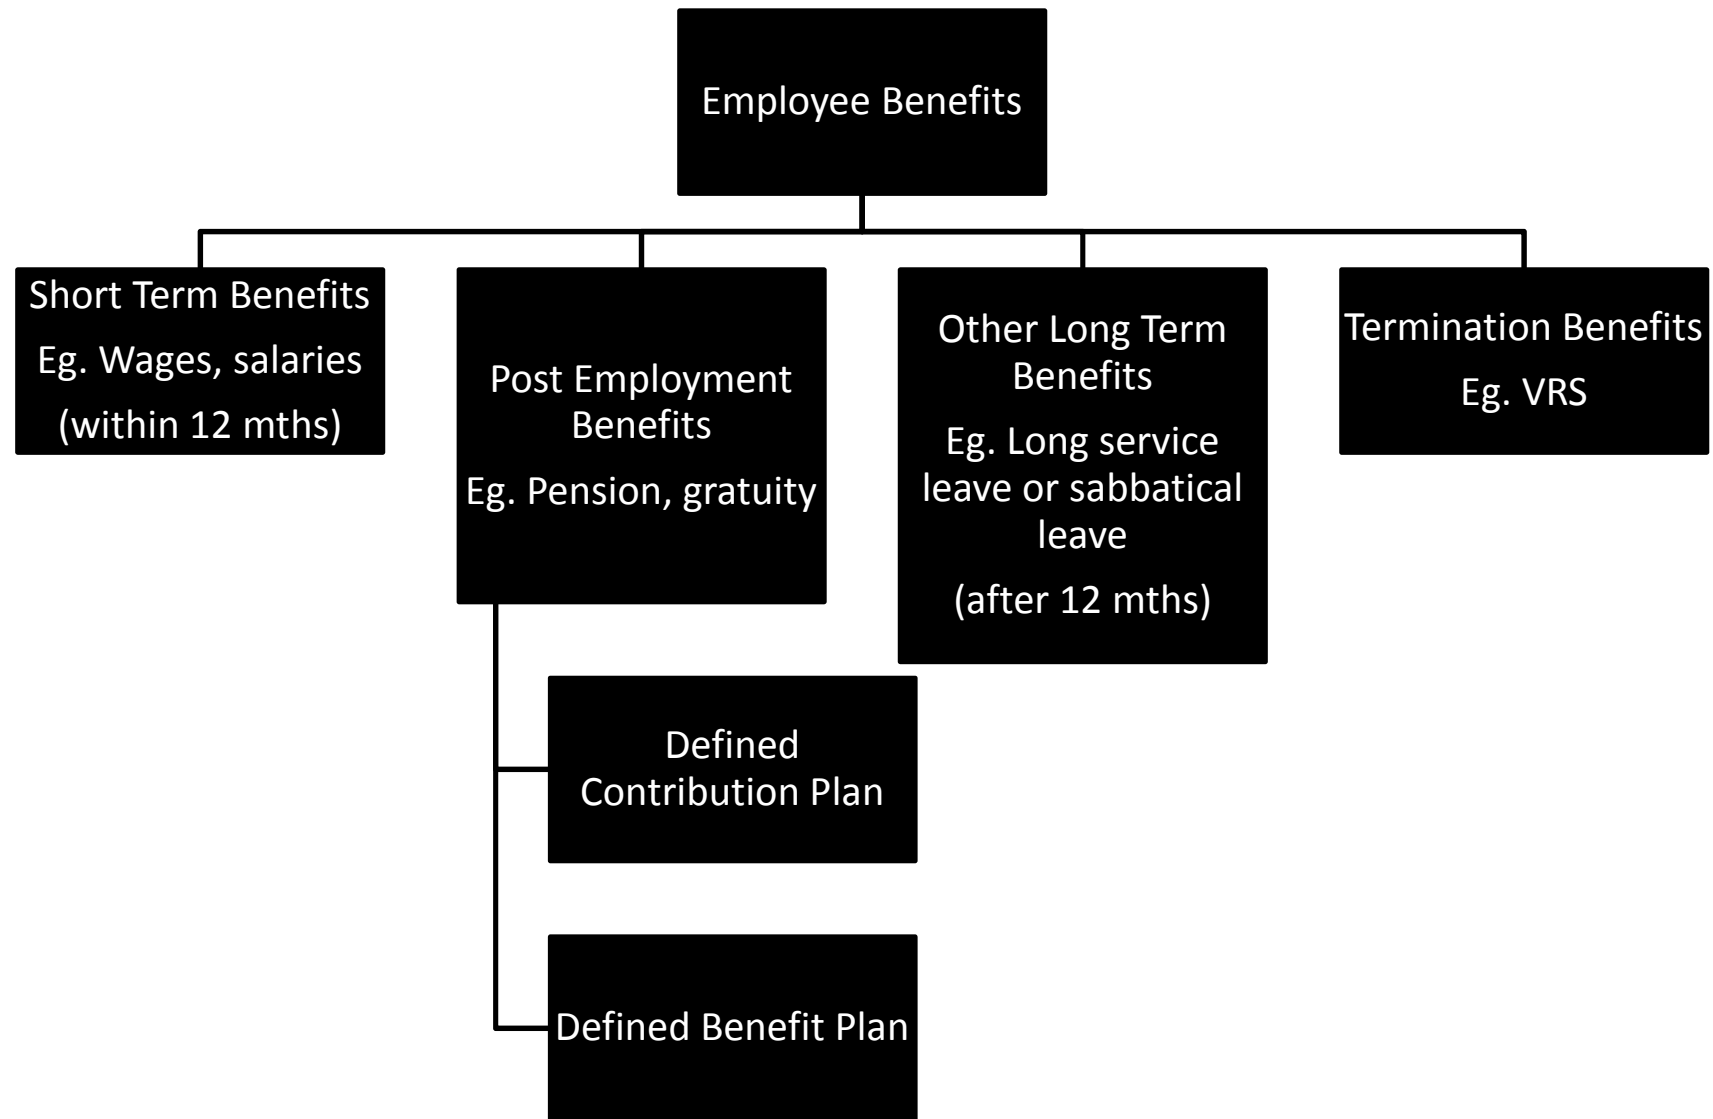 Employee Benefits
Short Term Benefits
Eg. Wages, salaries
(within 12 mths)
Post Employment
Benefits
Eg. Pension, gratuity
Other Long Term
Benefits
Eg. Long service
leave or sabbatical
leave
(after 12 mths)
Termination Benefits
Eg. VRS
Defined
Contribution Plan
Defined Benefit Plan